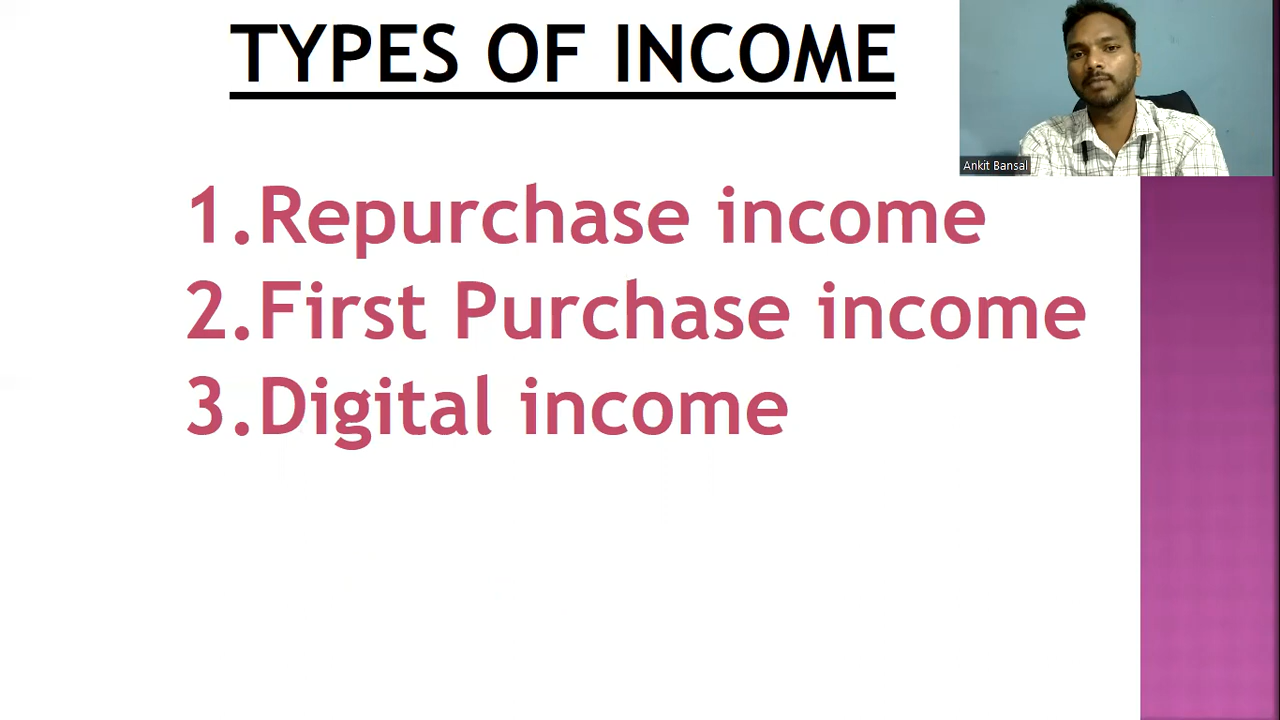 TYPES OF INCOME
Ankit Bansal
1.Repurchase income
2.First Purchase income
3.Digital income